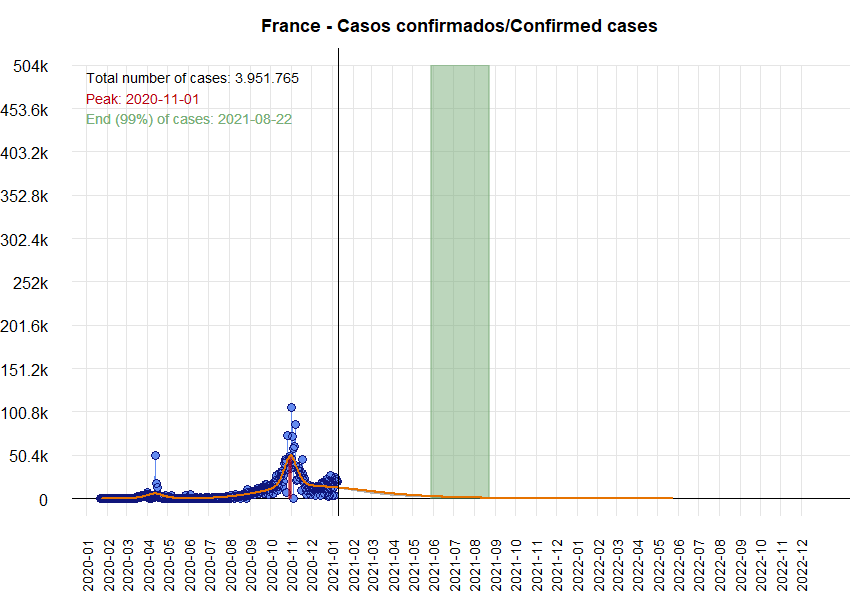 France - Casos confirmados/Confirmed cases
504k
453.6k
403.2k
352.8k
302.4k
252k
201.6k
151.2k
100.8k
50.4k
0
Total number of cases: 3.951.765
Peak: 2020-11-01
End (99%) of cases: 2021-08-22
2020-01
2020-02
2020-03
2020-04
2020-05
2020-06
2020-07
2020-08
2020-09
2020-10
2020-11
2020-12
2021-01
2021-02
2021-03
2021-04
2021-05
2021-06
2021-07
2021-08
2021-09
2021-10
2021-11
2021-12
2022-01
2022-02
2022-03
2022-04
2022-05
2022-06
2022-07
2022-08
2022-09
2022-10
2022-11
2022-12